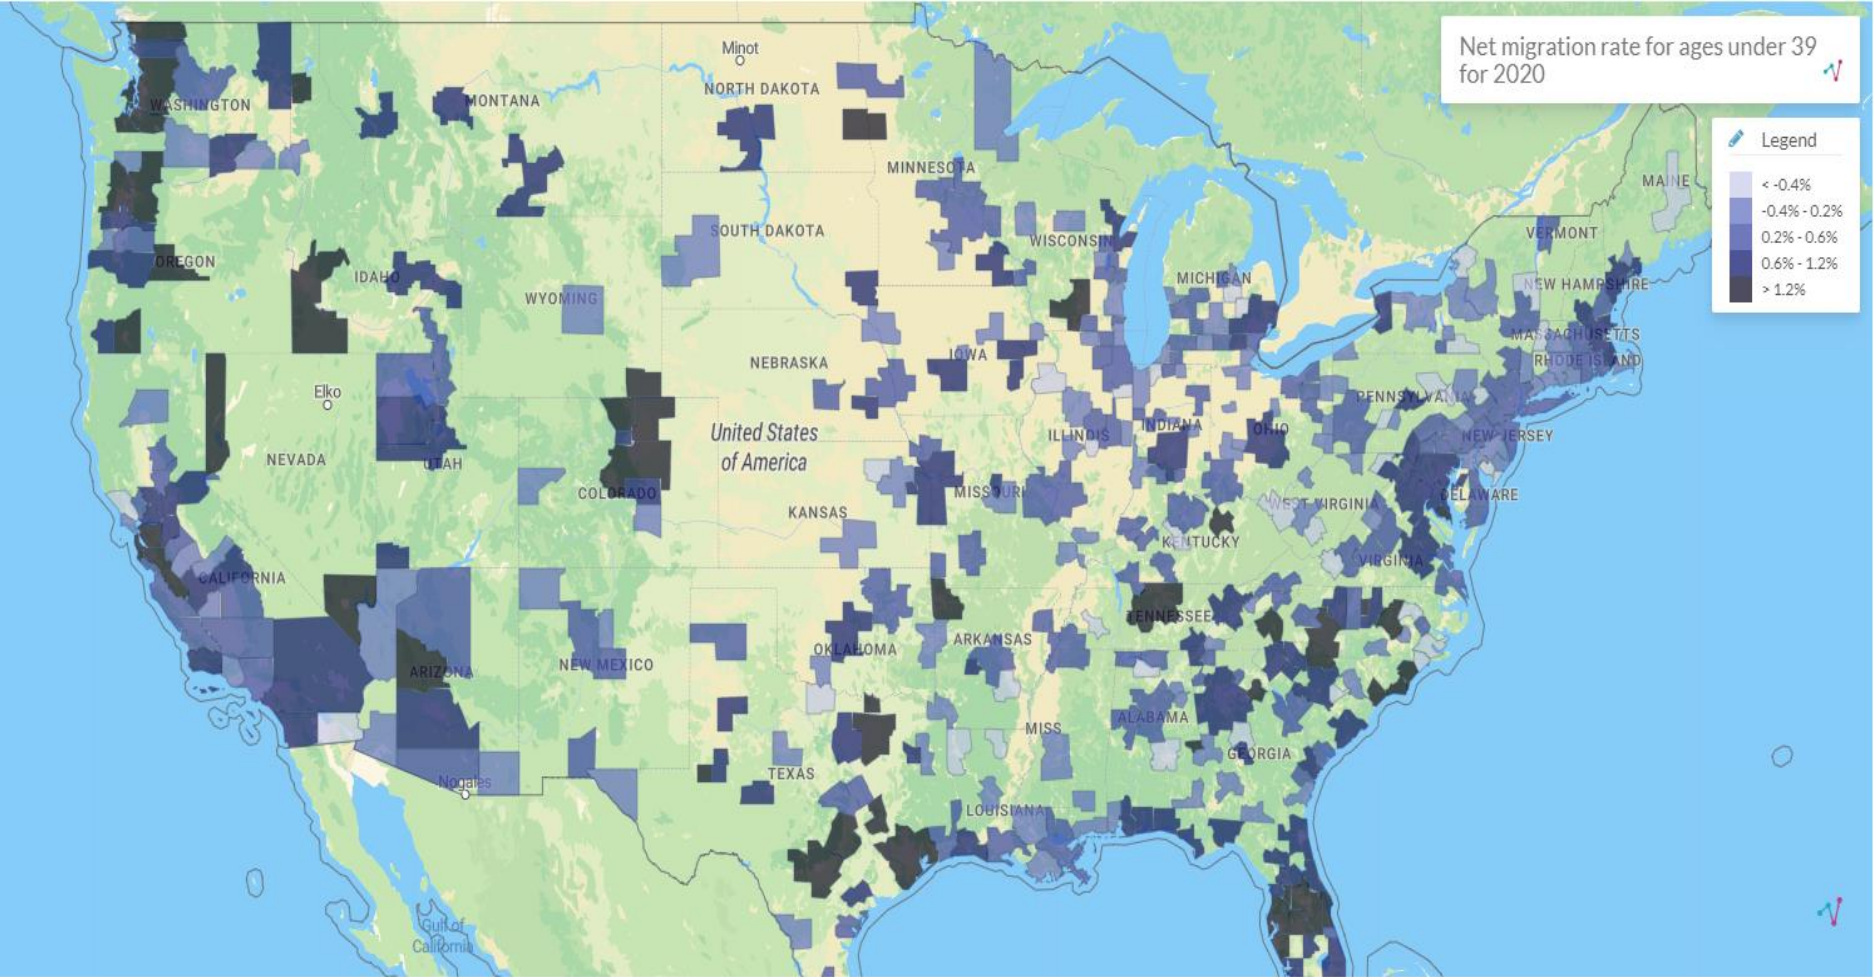 Net migration rate for ages under 39
for 2020
Legend
< -0.4%
-0.4% - 0.2%
0.2% - 0.6%
0.6% - 1.2%
> 1.2%
Minot
NORTH DAKOTA
WASHINGTON
MONTANA
MINNESOTA
MAINE
SOUTH DAKOTA
WISCONSIN
VERMONT
OREGON
IDAHO
WYOMING
MICHIGAN
NEW HAMPSHIRE
MASSACHUSETTS
IOWA
RHODE ISLAND
NEBRASKA
Elko
PENNSYLVANIA
United States
of America
ILLINOIS
INDIANA
OHIO
NEW JERSEY
NEVADA
UTAH
COLORADO
MISSOURI
DELAWARE
WEST VIRGINIA
KANSAS
KENTUCKY
VIRGINIA
CALIFORNIA
TENNESSEE
ARKANSAS
OKLAHOMA
NEW MEXICO
ARIZONA
ALABAMA
MISS
GEORGIA
TEXAS
Nogales
LOUISIANA
Gulf of
California